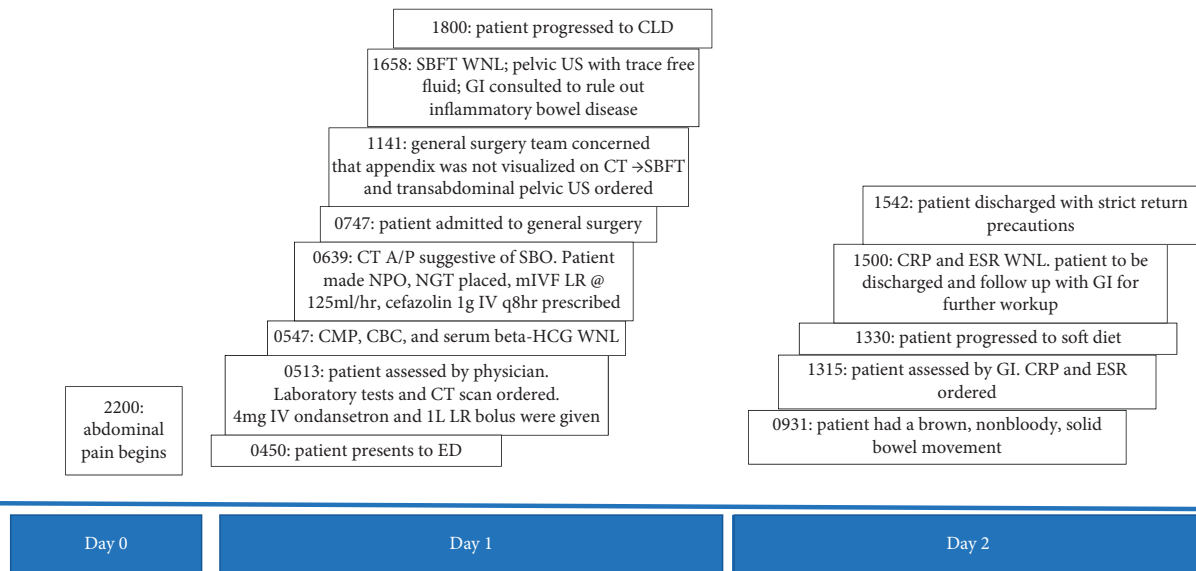 1800: patient progressed to CLD
1658: SBFT WNL; pelvic US with trace free
fluid; GI consulted to rule out
inflammatory bowel disease
1141: general surgery team concerned
that appendix was not visualized on CT →SBFT
and transabdominal pelvic US ordered
0747: patient admitted to general surgery
0639: CT A/P suggestive of SBO. Patient
made NPO, NGT placed, mIVF LR @
125ml/hr, cefazolin 1g IV q8hr prescribed
0547: CMP, CBC, and serum beta-HCG WNL
0513: patient assessed by physician.
Laboratory tests and CT scan ordered.
4mg IV ondansetron and 1L LR bolus were given
0450: patient presents to ED
2200:
abdominal
pain begins
1542: patient discharged with strict return
precautions
1500: CRP and ESR WNL. patient to be
discharged and follow up with GI for
further workup
1330: patient progressed to soft diet
1315: patient assessed by GI. CRP and ESR
ordered
0931: patient had a brown, nonbloody, solid
bowel movement
Day 0
Day 1
Day 2